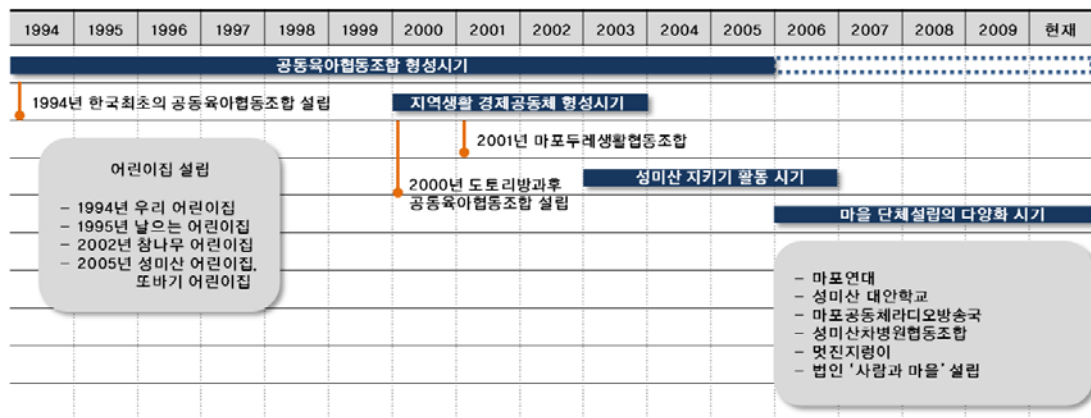 1994 1995 1996 1997 1998 1999 2000 2001 2002 2003 2004 2005 2006 2007 2008 2009 현재
공동육아협동조합 형성시기
1994년 한국최초의 공동육아협동조합 설립
지역생활 경제공동체 형성시기
2001년 마포두레생활협동조합
2000년 도토리방과후
공동육아협동조합 설립
성미산 지키기 활동 시기
마을 단체설립의 다양화 시기
어린이집 설립
– 1994년 우리 어린이집
– 1995년 날으는 어린이집
– 2002년 참나무 어린이집
– 2005년 성미산 어린이집,
또바기 어린이집
– 마포연대
– 성미산 대안학교
– 마포공동체라디오방송국
– 성미산차병원협동조합
– 멋진지렁이
– 법인 '사람과 마을' 설립